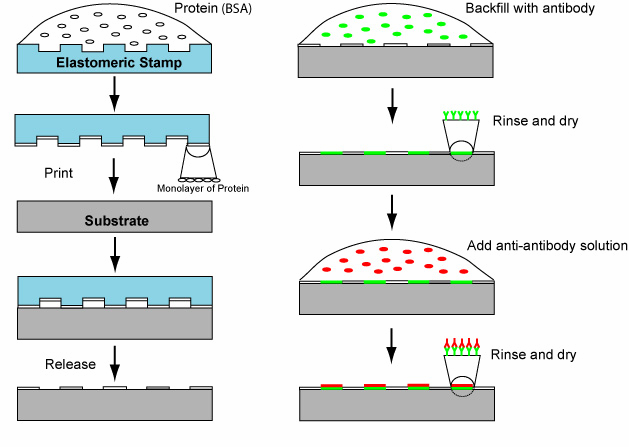 Protein (BSA)
Elastomeric Stamp
Print
Monolayer of Protein
Substrate
Release
Backfill with antibody
Rinse and dry
Add anti-antibody solution
Rinse and dry